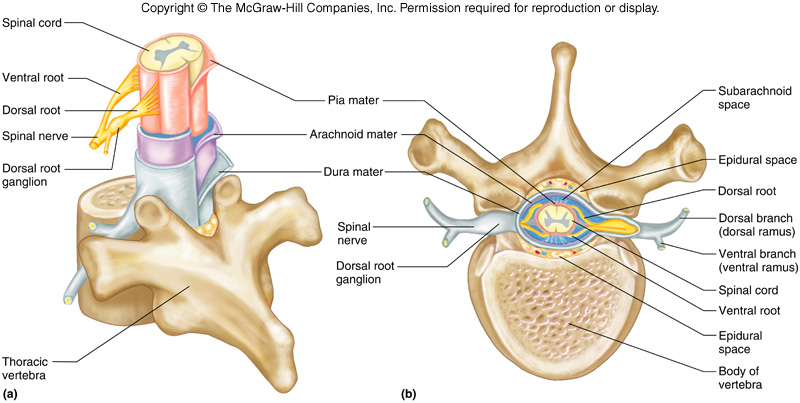 Copyright © The McGraw-Hill Companies, Inc. Permission required for reproduction or display.
Spinal cord
Ventral root
Dorsal root
Spinal nerve
Dorsal root
ganglion
Thoracic
vertebra
(a)
Pia mater
Arachnoid mater
Dura mater
Spinal
nerve
Dorsal root
ganglion
(b)
Subarachnoid
space
Epidural space
Dorsal root
Dorsal branch
(dorsal ramus)
Ventral branch
(ventral ramus)
Spinal cord
Ventral root
Epidural
space
Body of
vertebra